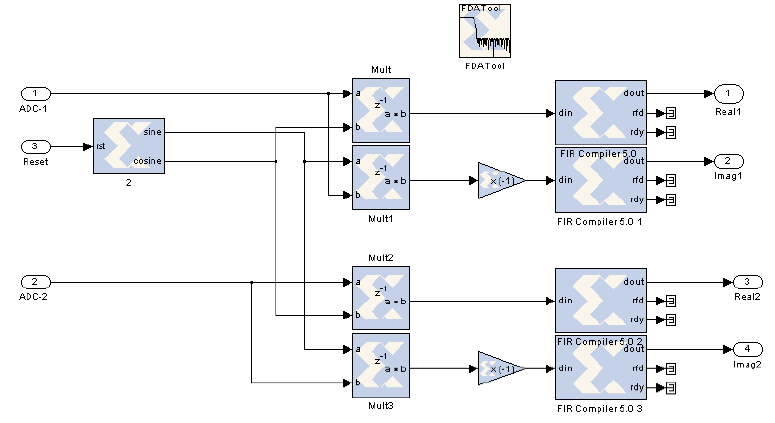 FDATool
FDATool
Mult
1
ADC-1
a
z-1
a * b
b
din
dout
rfd
rdy
1
Real1
FIR Compiler 5.0
3
Reset
rst
sine
cosine
2
a
z-1
a * b
b
Mult1
x (-1)
din
dout
rfd
rdy
2
Imag1
FIR Compiler 5.0 1
Mult2
2
ADC-2
a
z-1
a * b
b
din
dout
rfd
rdy
3
Real2
FIR Compiler 5.0 2
a
z-1
a * b
b
Mult3
x (-1)
din
dout
rfd
rdy
4
Imag2
FIR Compiler 5.0 3